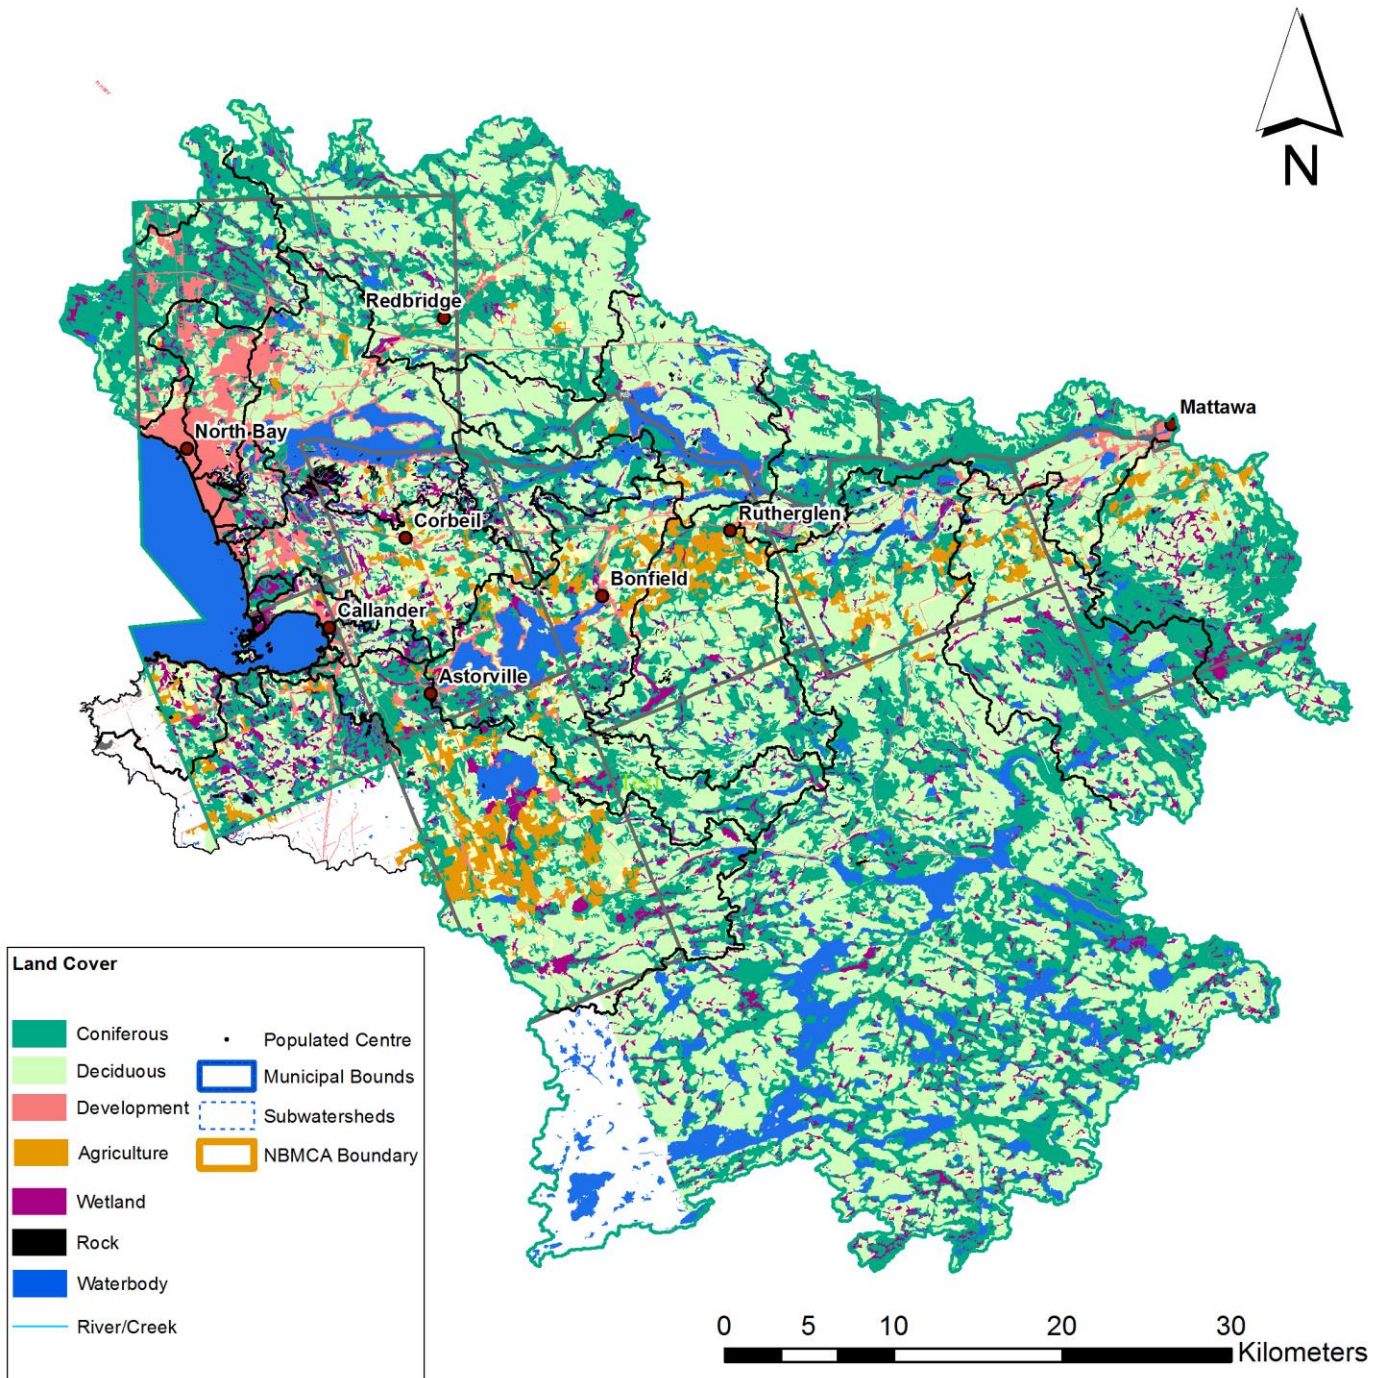 N
Redbridge
Mattawa
North Bay
Corbeil
Rutherglen
Bonfield
Callander
Astorville
Land Cover
Coniferous
Deciduous
Development
Agriculture
Wetland
Rock
Waterbody
River/Creek
Populated Centre
Municipal Bounds
Subwatersheds
NBMCA Boundary
0 5 10 20 30
Kilometers